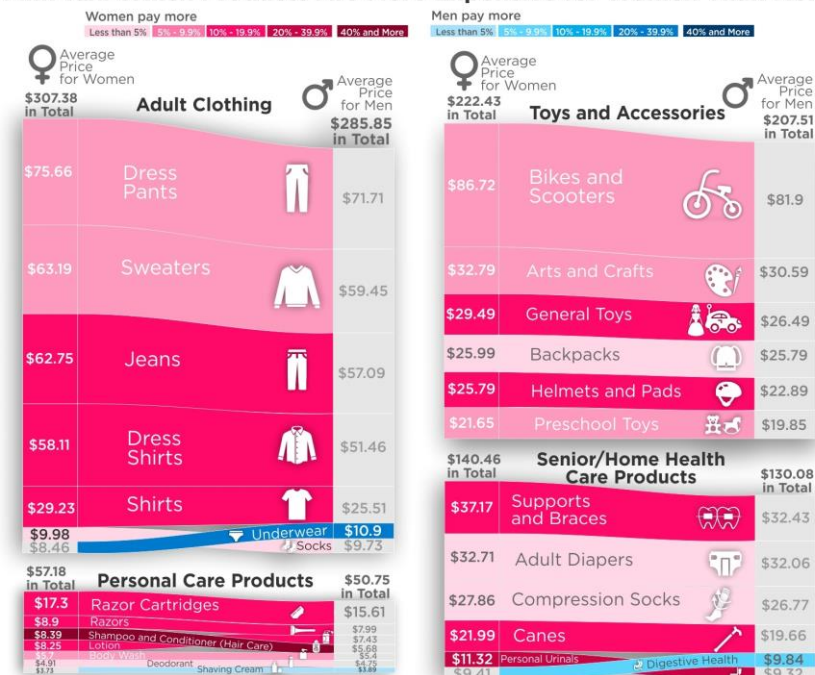 Women pay more
Less than 5% 5% - 9.9% 10% - 19.9% 20% - 39.9% 40% and More
Men pay more
Less than 5% 5% - 9.9% 10% - 19.9% 20% - 39.9% 40% and More
Average
Price
for Women
$307.38
in Total
Adult Clothing
Average
Price
for Men
$285.85
in Total
$75.66 Dress
Pants $71.71
$63.19 Sweaters $59.45
$62.75 Jeans $57.09
$58.11 Dress
Shirts $51.46
$29.23 Shirts $25.51
$9.98 Underwear $10.9
$8.46 Socks $9.73
$57.18
in Total
Personal Care Products
$50.75
in Total
$17.3 Razor Cartridges $15.61
$8.9 Razors $7.99
$8.39 Shampoo and Conditioner (Hair Care) $7.43
$8.25 Lotion $5.68
$5.7 Body Wash $5.4
$4.91 Deodorant $4.75
$3.73 Shaving Cream $3.89
Average
Price
for Women
$222.43
in Total
Toys and Accessories
Average
Price
for Men
$207.51
in Total
$86.72 Bikes and
Scooters $81.9
$32.79 Arts and Crafts $30.59
$29.49 General Toys $26.49
$25.99 Backpacks $25.79
$25.79 Helmets and Pads $22.89
$21.65 Preschool Toys $19.85
$140.46
in Total
Senior/Home Health
Care Products
$130.08
in Total
$37.17 Supports
and Braces $32.43
$32.71 Adult Diapers $32.06
$27.86 Compression Socks $26.77
$21.99 Canes $19.66
$11.32 Personal Urinals Digestive Health $9.84
$9.41 $9.32